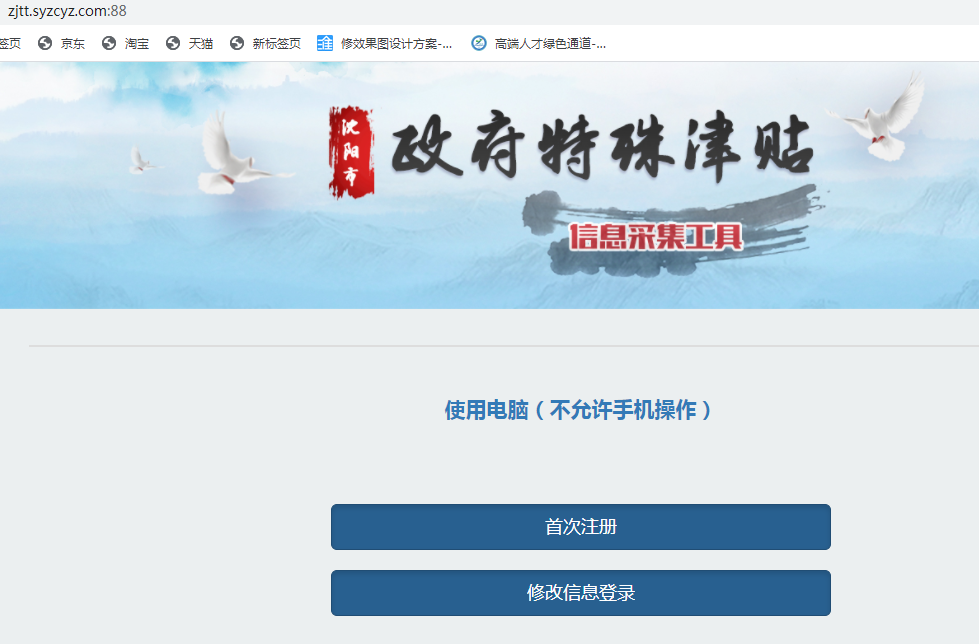 zjtt.syzcyz.com:88
签页 京东 淘宝 天猫 新标签页 修效果图设计方案-... 高端人才绿色通道-...
沈阳市 政府特殊津贴
信息采集工具
使用电脑（不允许手机操作）
首次注册
修改信息登录